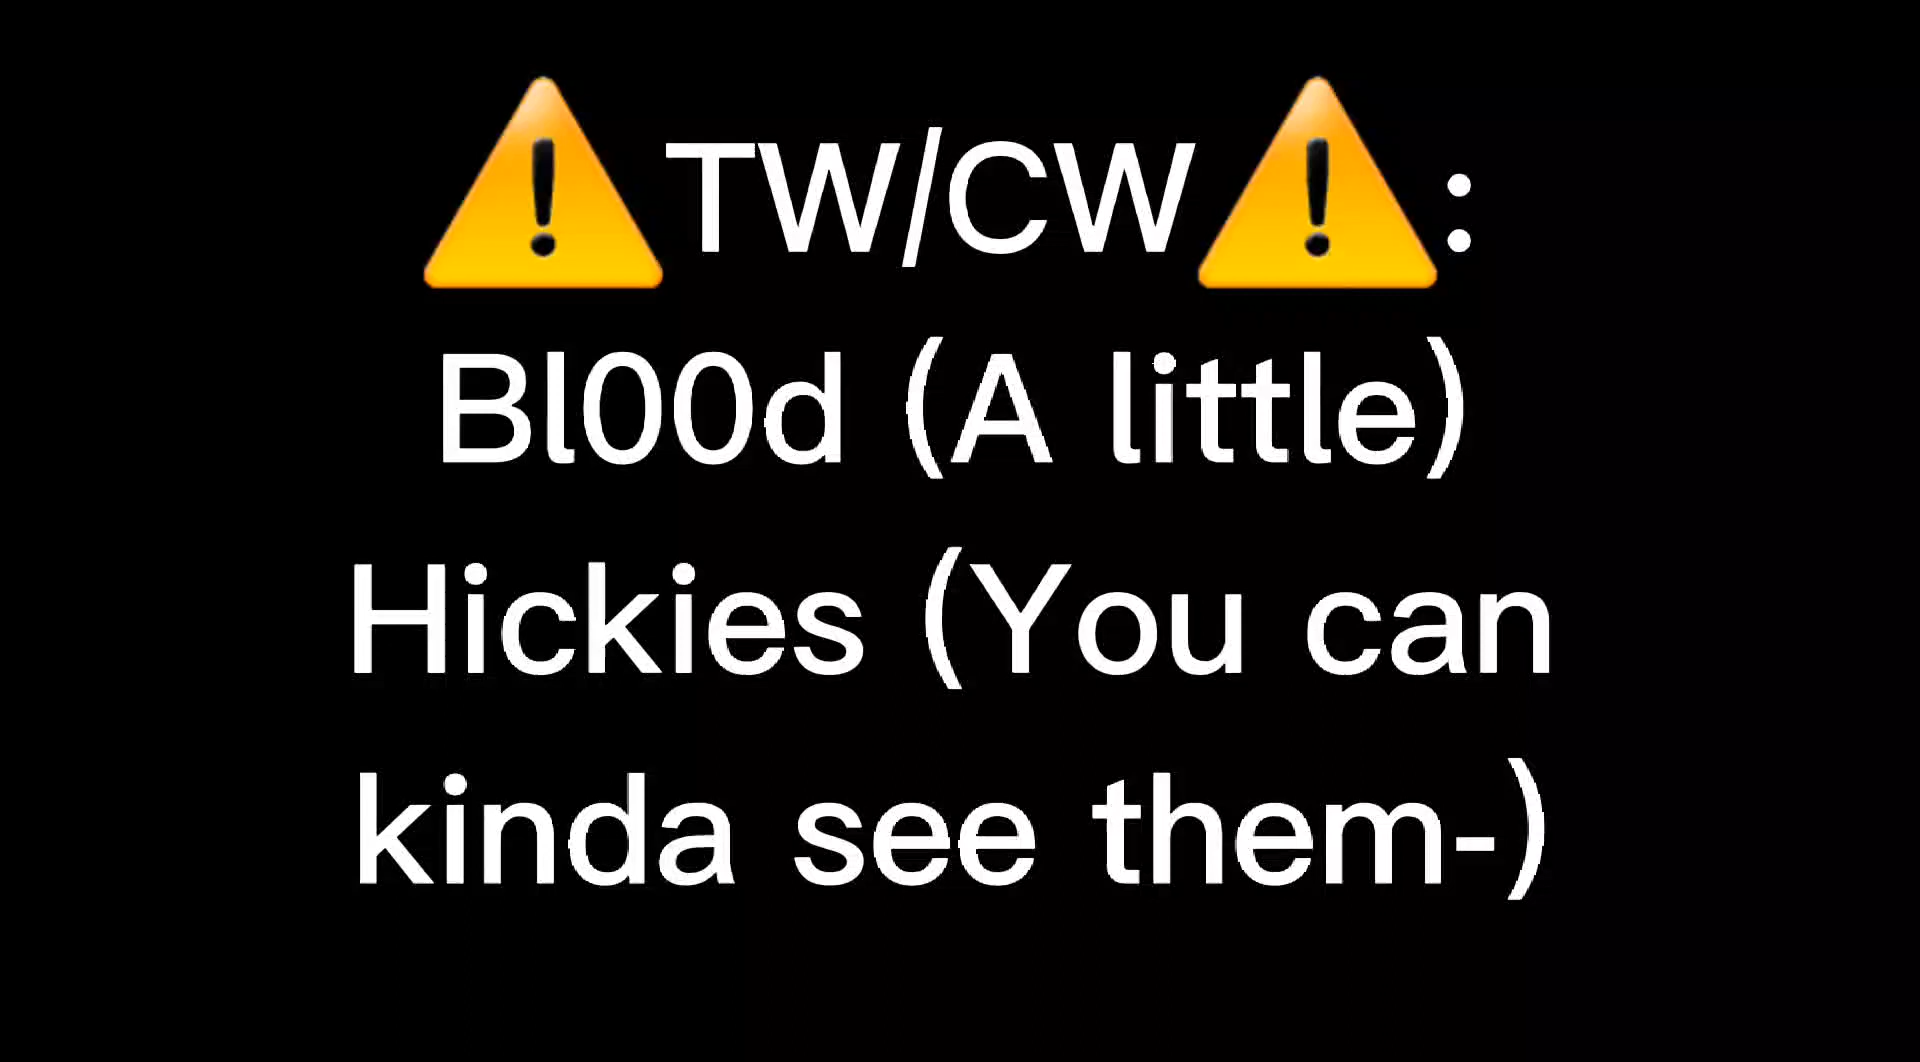 ⚠️TW/CW⚠️:
Bl00d (A little)
Hickies (You can
kinda see them-)